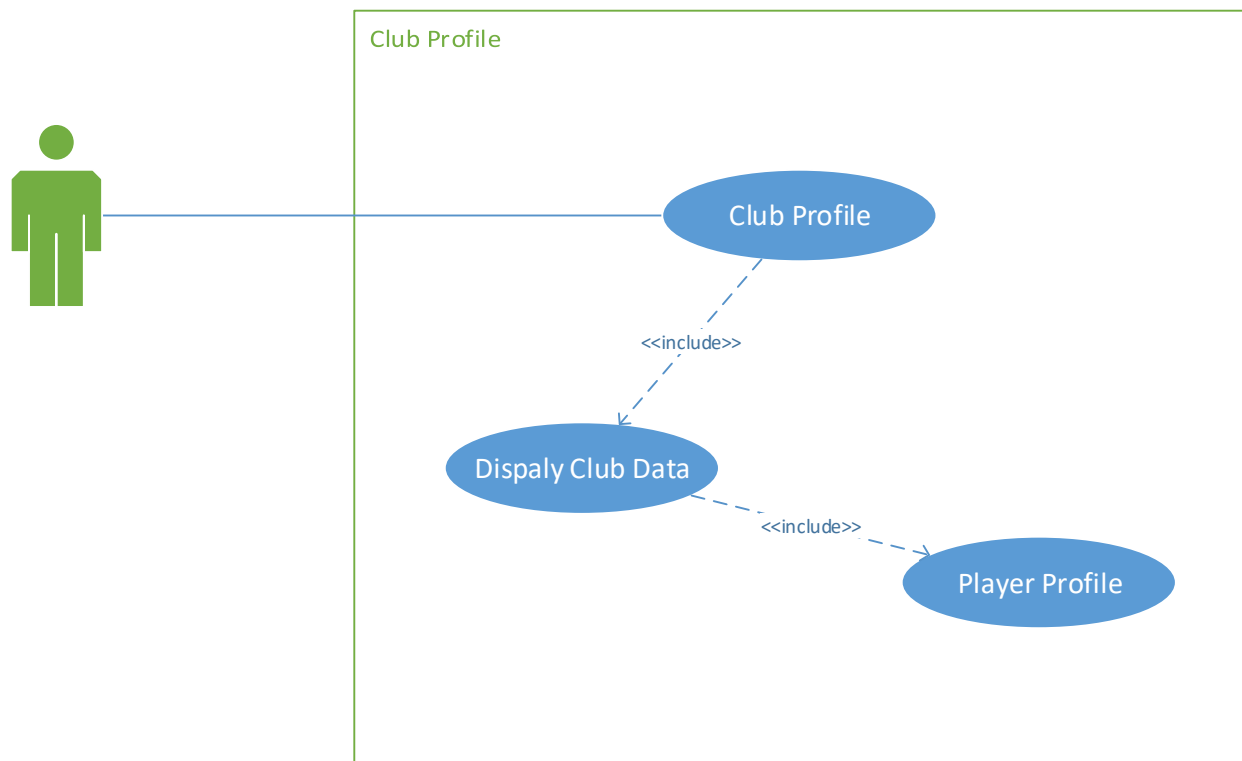 Club Profile
Club Profile
<<include>>
Dispaly Club Data
<<include>>
Player Profile